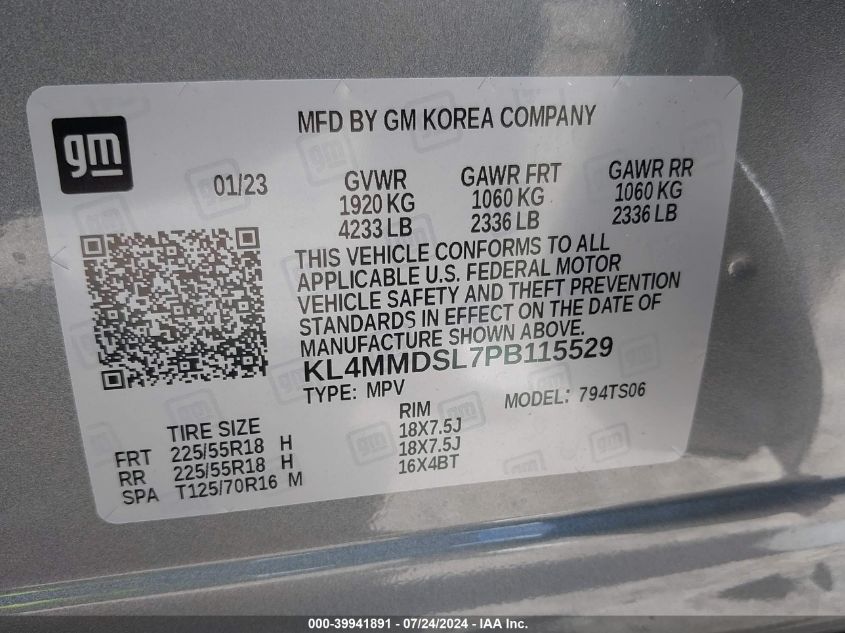 gm
MFD BY GM KOREA COMPANY
01/23 GVWR GAWR FRT GAWR RR
1920 KG 1060 KG 1060 KG
4233 LB 2336 LB 2336 LB
THIS VEHICLE CONFORMS TO ALL
APPLICABLE U.S. FEDERAL MOTOR
VEHICLE SAFETY AND THEFT PREVENTION
STANDARDS IN EFFECT ON THE DATE OF
MANUFACTURE SHOWN ABOVE.
KL4MMDSL7PB115529
TYPE: MPV MODEL: 794TS06
TIRE SIZE RIM
FRT 225/55R18 H 18X7.5J
RR 225/55R18 H 18X7.5J
SPA T125/70R16 M 16X4BT
000-39941891 / 07/24/2024 - IAA Inc.